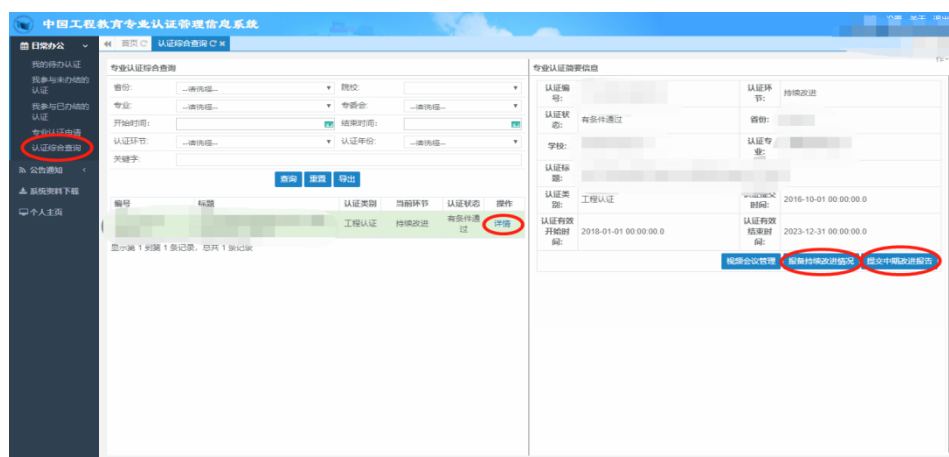 中国工程教育专业认证管理信息系统
日常办公
我的待办认证
我参与未办结的
认证
我参与已办结的
认证
专业认证申请
认证综合查询
公告通知
系统资料下载
个人主页
首页
认证综合查询
专业认证综合查询
省份:
--请选择--
院校:
专业:
--请选择--
专委会:
--请选择--
开始时间:
结束时间:
认证环节:
--请选择--
认证年份:
--请选择--
关键字:
查询 重置 导出
编号 标题 认证类别 当前环节 认证状态 操作
工程认证 持续改进 有条件通
过
详情
显示第 1 到第 1 条记录，总共 1 条记录
专业认证简要信息
认证编
号:
认证环
节:
持续改进
认证状
态:
有条件通过
省份:
学校:
认证专
业:
认证标
题:
认证类
别:
工程认证
时间:
2016-10-01 00:00:00.0
认证有效
开始时
间:
2018-01-01 00:00:00.0
认证有效
结束时
间:
2023-12-31 00:00:00.0
视频会议管理 报备持续改进情况 提交中期改进报告